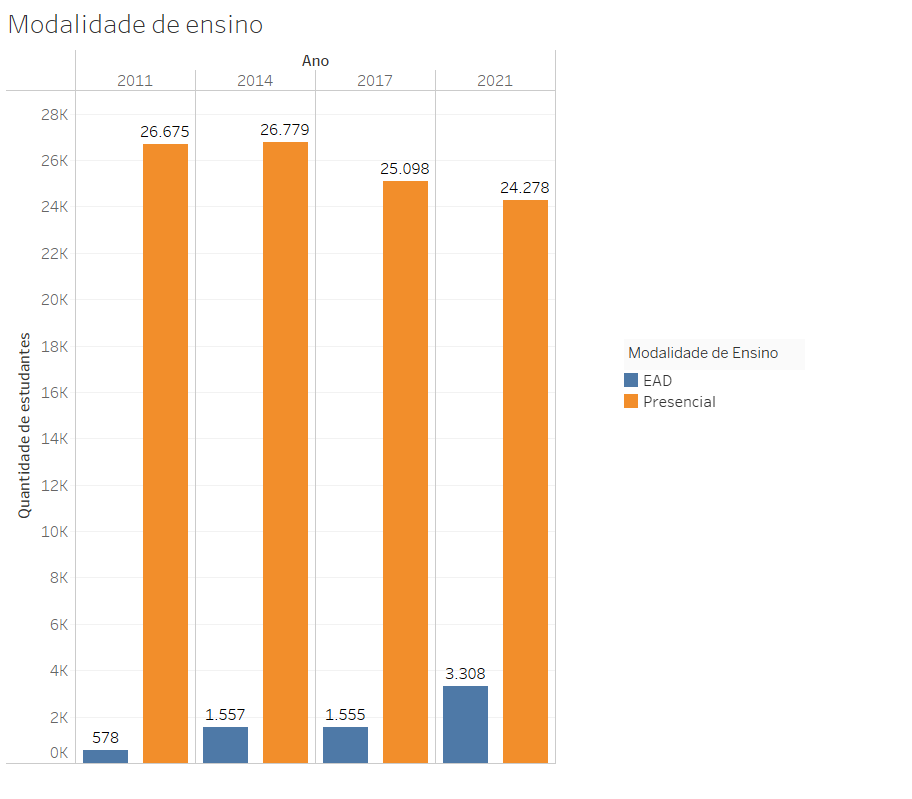 Modalidade de ensino
Ano
2011 2014 2017 2021
28K
26K
24K
22K
20K
18K
16K
14K
12K
10K
8K
6K
4K
2K
0K
Quantidade de estudantes
578 26.675 1.557 26.779 1.555 25.098 3.308 24.278
Modalidade de Ensino
EAD
Presencial